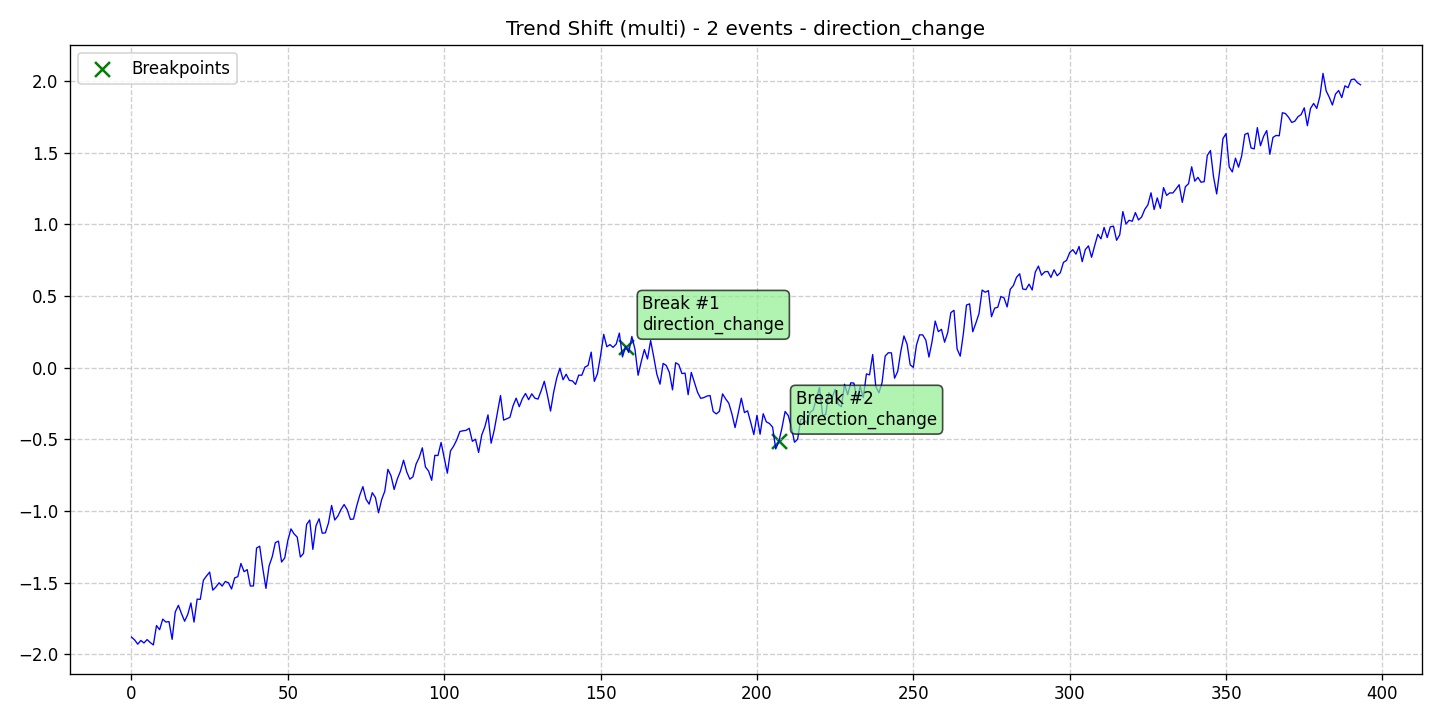 Trend Shift (multi) - 2 events - direction_change
Breakpoints
2.0
1.5
1.0
0.5
0.0
−0.5
−1.0
−1.5
−2.0
Break #1
direction_change
Break #2
direction_change
0 50 100 150 200 250 300 350 400